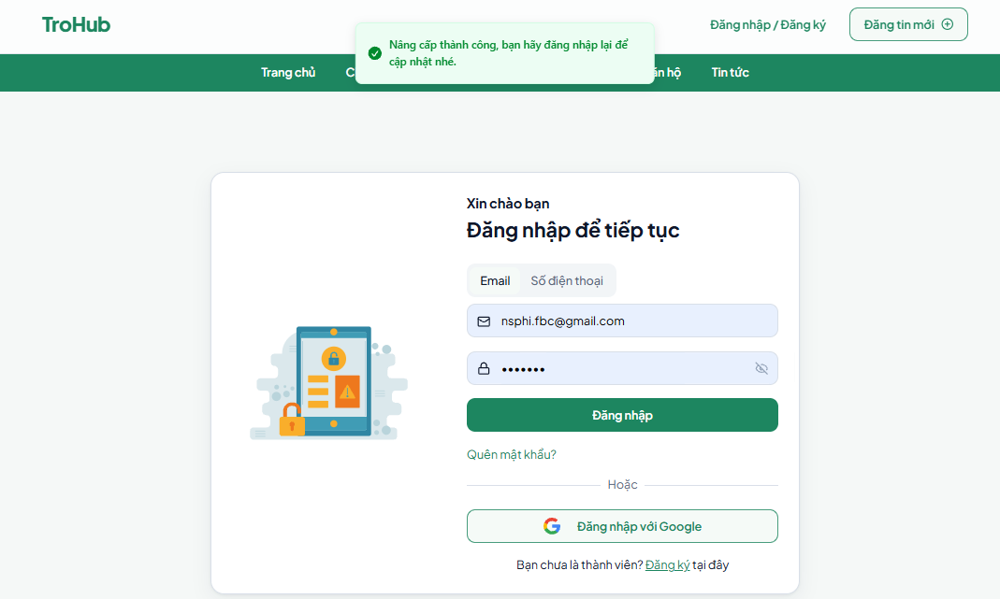 TroHub
Đăng nhập / Đăng ký
Đăng tin mới
Nâng cấp thành công, bạn hãy đăng nhập lại để
cập nhật nhé.
Trang chủ
hộ
Tin tức
Xin chào bạn
Đăng nhập để tiếp tục
Email
Số điện thoại
nsphi.fbc@gmail.com
•••••••
Đăng nhập
Quên mật khẩu?
Hoặc
Đăng nhập với Google
Bạn chưa là thành viên? Đăng ký tại đây